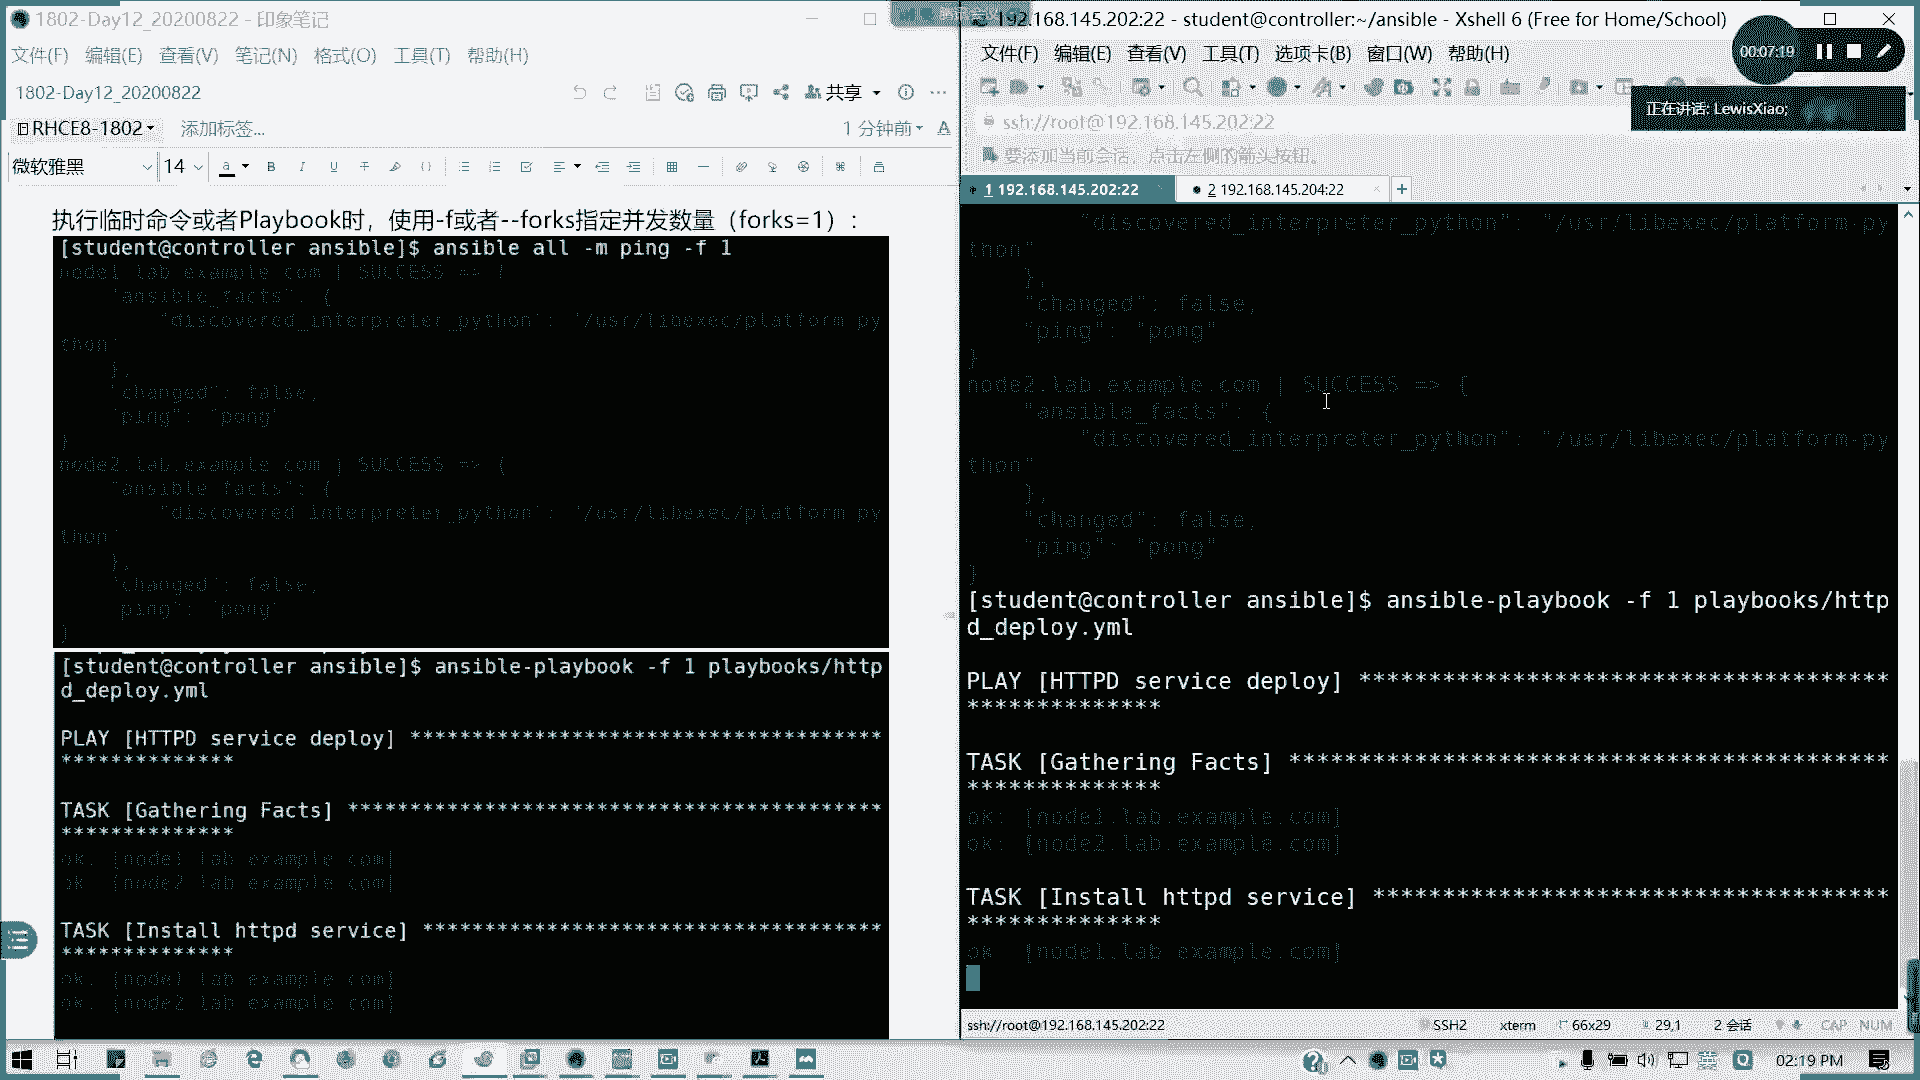 1802-Day12_20200822 - 印象笔记
文件(F) 编辑(E) 查看(V) 笔记(N) 格式(O) 工具(T) 帮助(H)
1802-Day12_20200822
共享
RHCE8-1802
添加标签...
1 分钟前
微软雅黑
14
执行临时命令或者Playbook时，使用-f或者--forks指定并发数量（forks=1）：
[student@controller ansible]$ ansible all -m ping -f 1
node1.lab.example.com | SUCCESS => {
"ansible_facts": {
"discovered_interpreter_python": "/usr/libexec/platform-py
thon"
},
"changed": false,
"ping": "pong"
}
node2.lab.example.com | SUCCESS => {
"ansible_facts": {
"discovered_interpreter_python": "/usr/libexec/platform-py
thon"
},
"changed": false,
"ping": "pong"
}
[student@controller ansible]$ ansible-playbook -f 1 playbooks/http
d_deploy.yml
PLAY [HTTPD service deploy] **************************************
**************
TASK [Gathering Facts] *******************************************
**************
ok: [node1.lab.example.com]
ok: [node2.lab.example.com]
TASK [Install httpd service] *************************************
**************
ok: [node1.lab.example.com]
ok: [node2.lab.example.com]
192.168.145.202:22 - student@controller:~/ansible - Xshell 6 (Free for Home/School)
文件(F) 编辑(E) 查看(V) 工具(T) 选项卡(B) 窗口(W) 帮助(H)
00:07:19
正在讲话: LewisXiao;
ssh://root@192.168.145.202:22
要添加当前会话，点击左侧的箭头按钮。
1 192.168.145.202:22
2 192.168.145.204:22
"discovered_interpreter_python": "/usr/libexec/platform-py
thon"
},
"changed": false,
"ping": "pong"
}
node2.lab.example.com | SUCCESS => {
"ansible_facts": {
"discovered_interpreter_python": "/usr/libexec/platform-py
thon"
},
"changed": false,
"ping": "pong"
}
[student@controller ansible]$ ansible-playbook -f 1 playbooks/http
d_deploy.yml
PLAY [HTTPD service deploy] **************************************
**************
TASK [Gathering Facts] *******************************************
**************
ok: [node1.lab.example.com]
ok: [node2.lab.example.com]
TASK [Install httpd service] *************************************
**************
ok: [node1.lab.example.com]
ssh://root@192.168.145.202:22
SSH2
xterm
66x29
29,1
2 会话
CAP NUM
英
02:19 PM